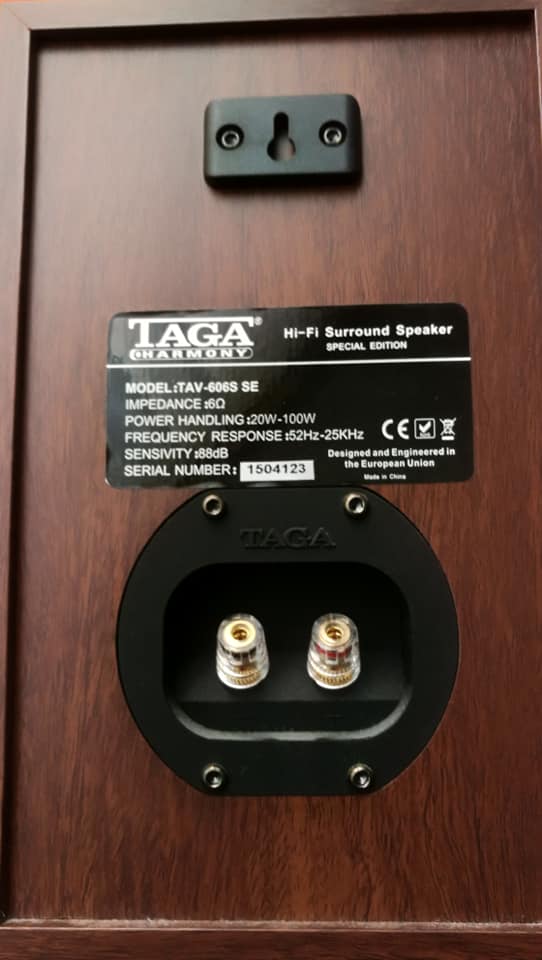 TAGA®
HARMONY
Hi-Fi Surround Speaker
SPECIAL EDITION
MODEL:TAV-606S SE
IMPEDANCE:6Ω
POWER HANDLING:20W-100W
FREQUENCY RESPONSE:52Hz-25KHz
SENSIVITY:88dB
SERIAL NUMBER: 1504123
CE
Designed and Engineered in
the European Union
Made in China
TAGA